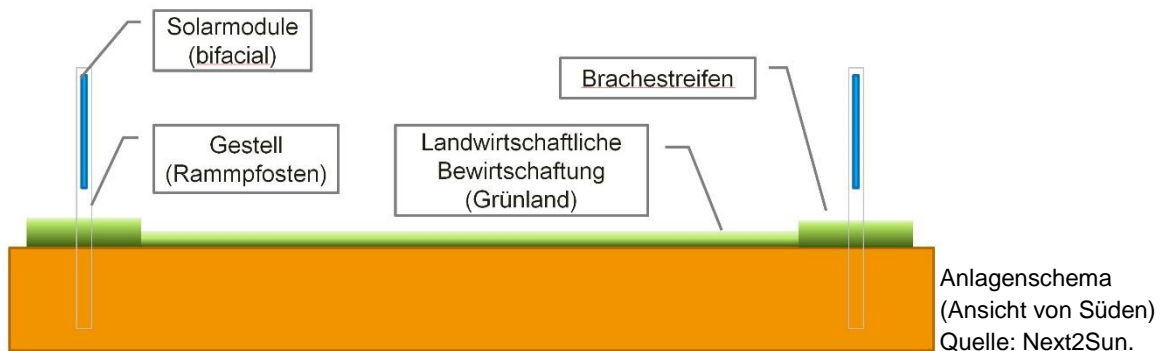 Solarmodule
(bifacial)
Brachestreifen
Gestell
(Rammpfosten)
Landwirtschaftliche
Bewirtschaftung
(Grünland)
Anlagenschema
(Ansicht von Süden)
Quelle: Next2Sun.